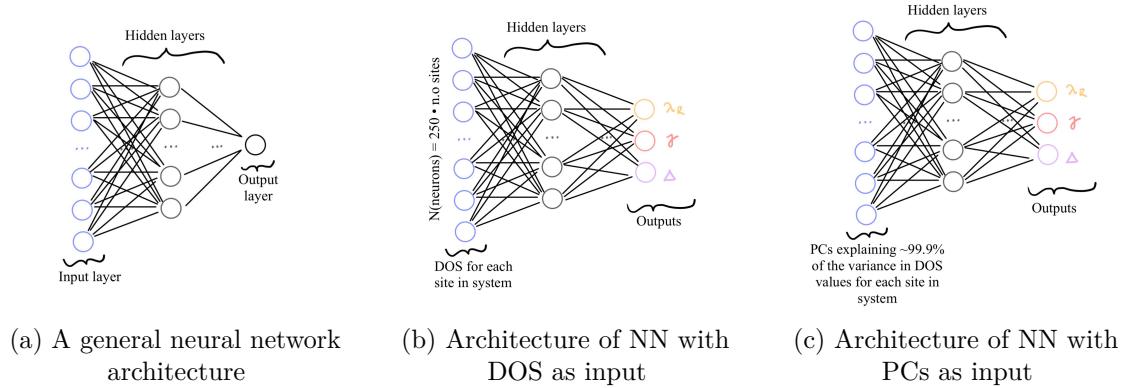 Hidden layers
...
...
...
Output
layer
Input layer
(a) A general neural network
architecture
Hidden layers
N(neurons) = 250 • n.o sites
...
...
...
λR
γ
Δ
Outputs
DOS for each
site in system
(b) Architecture of NN with
DOS as input
Hidden layers
...
...
...
λR
γ
Δ
Outputs
PCs explaining ~99.9%
of the variance in DOS
values for each site in
system
(c) Architecture of NN with
PCs as input